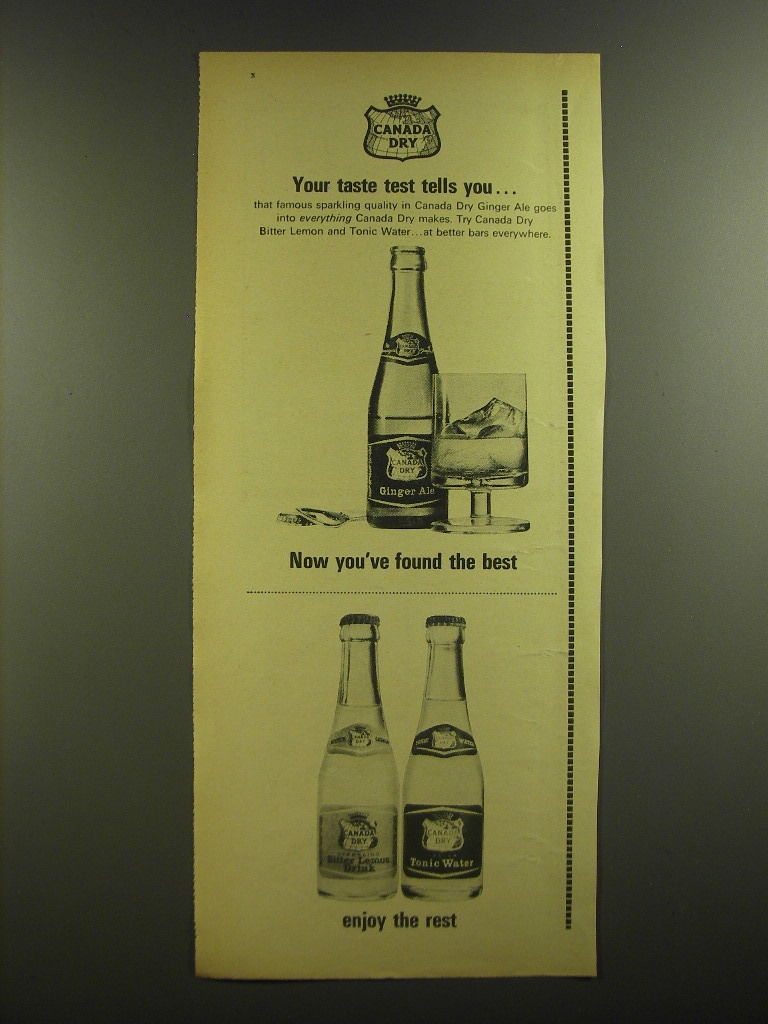 CANADA
DRY
Your taste test tells you...
that famous sparkling quality in Canada Dry Ginger Ale goes
into everything Canada Dry makes. Try Canada Dry
Bitter Lemon and Tonic Water...at better bars everywhere.
CANADA
DRY
Ginger Ale
Now you've found the best
CANADA
DRY
Bitter Lemon
Drink
TONIC WATER
CANADA
DRY
Tonic Water
enjoy the rest